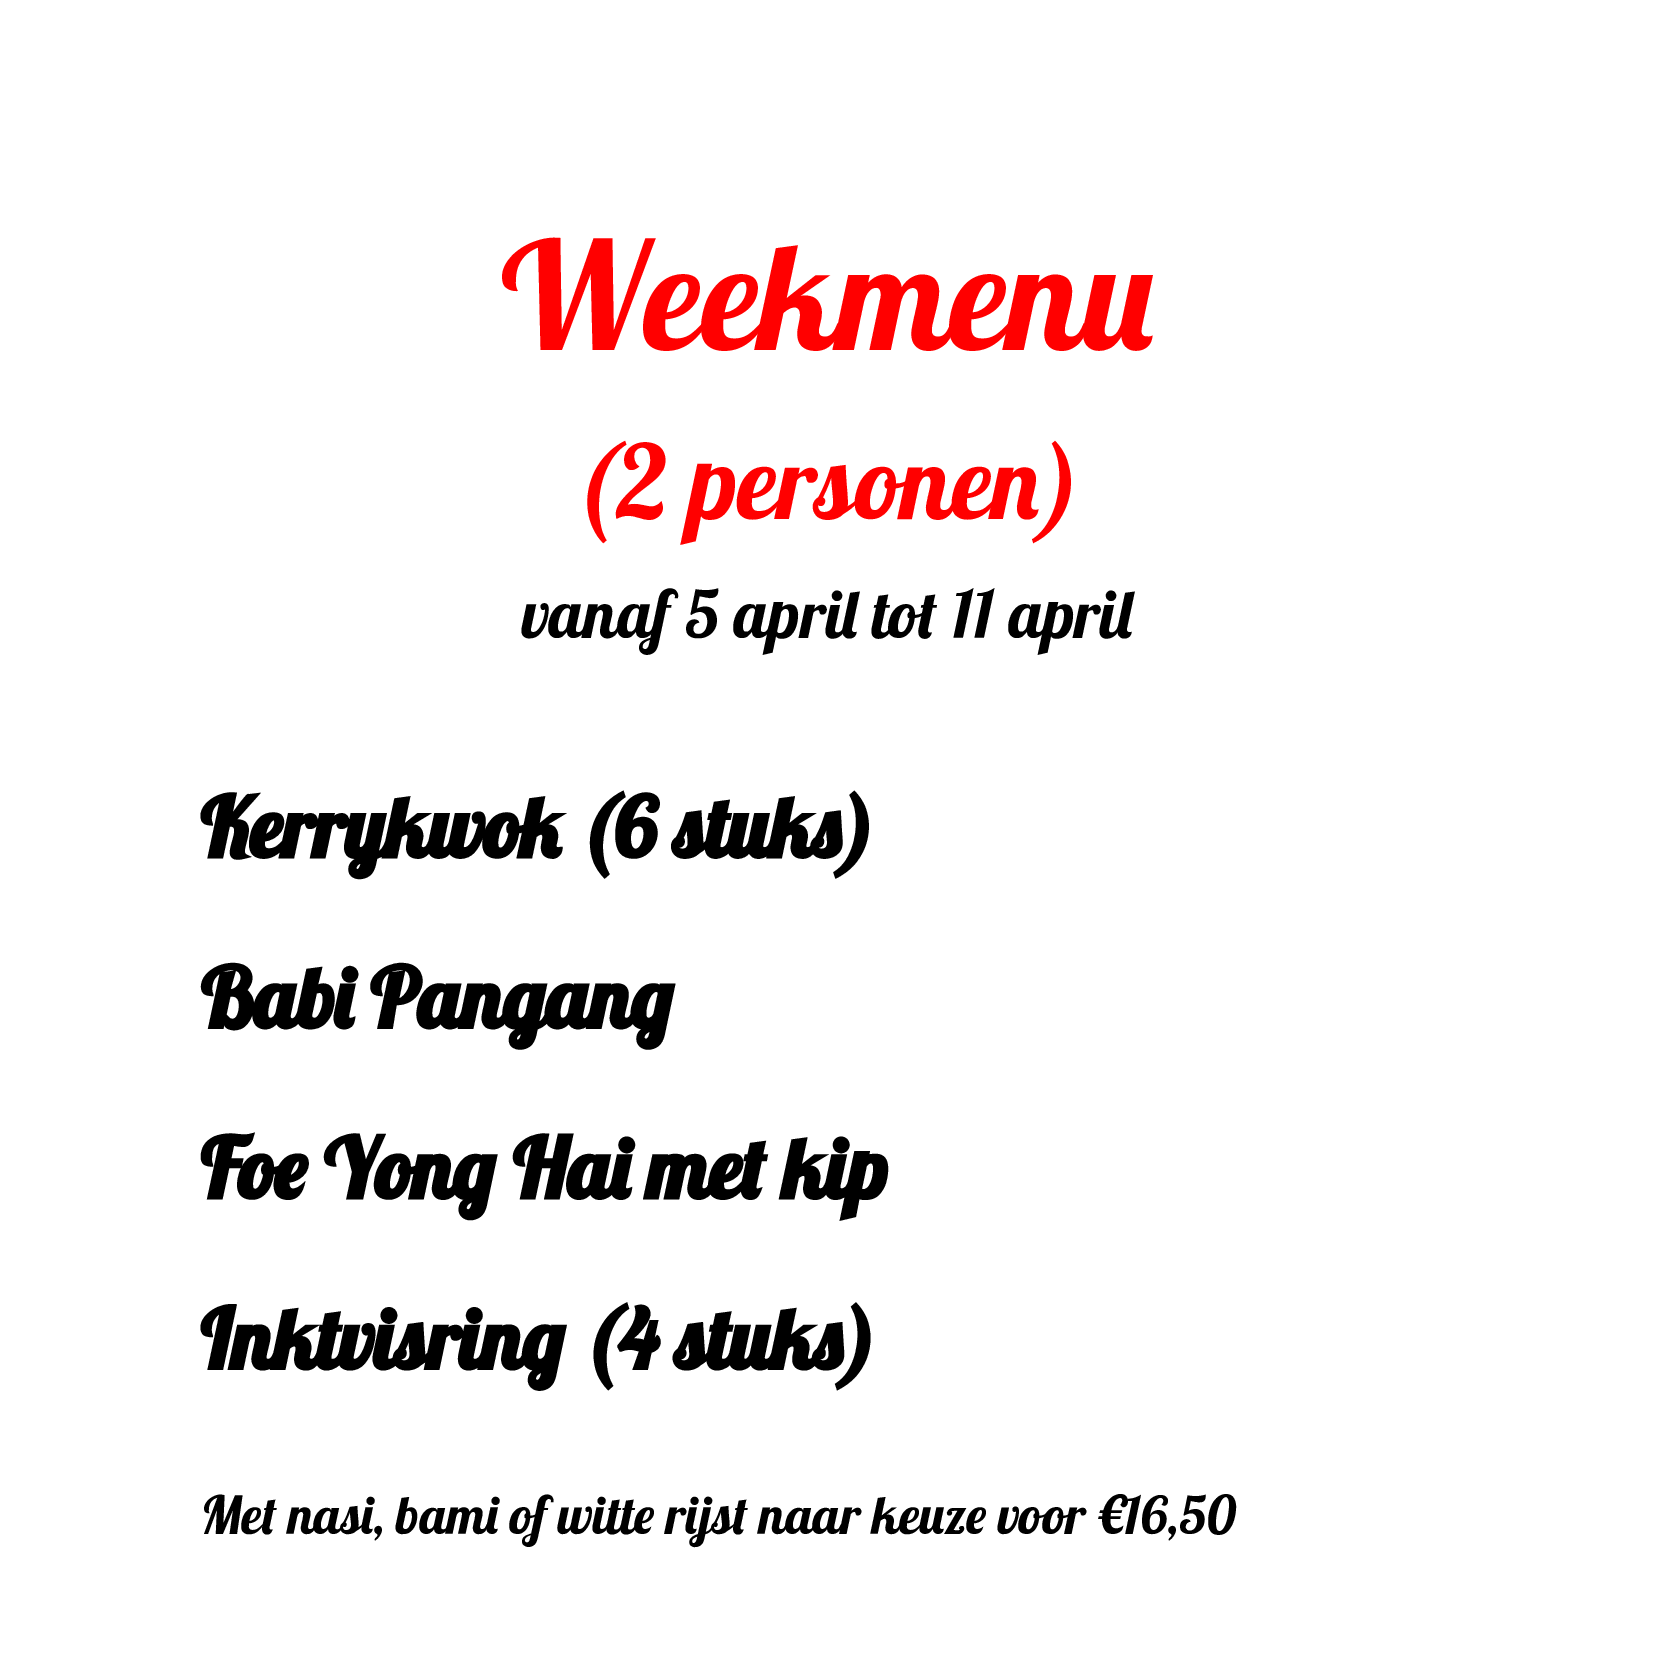 Weekmenu
(2 personen)
vanaf 5 april tot 11 april
Kerrykwok (6 stuks)
Babi Pangang
Foe Yong Hai met kip
Inktvisring (4 stuks)
Met nasi, bami of witte rijst naar keuze voor €16,50